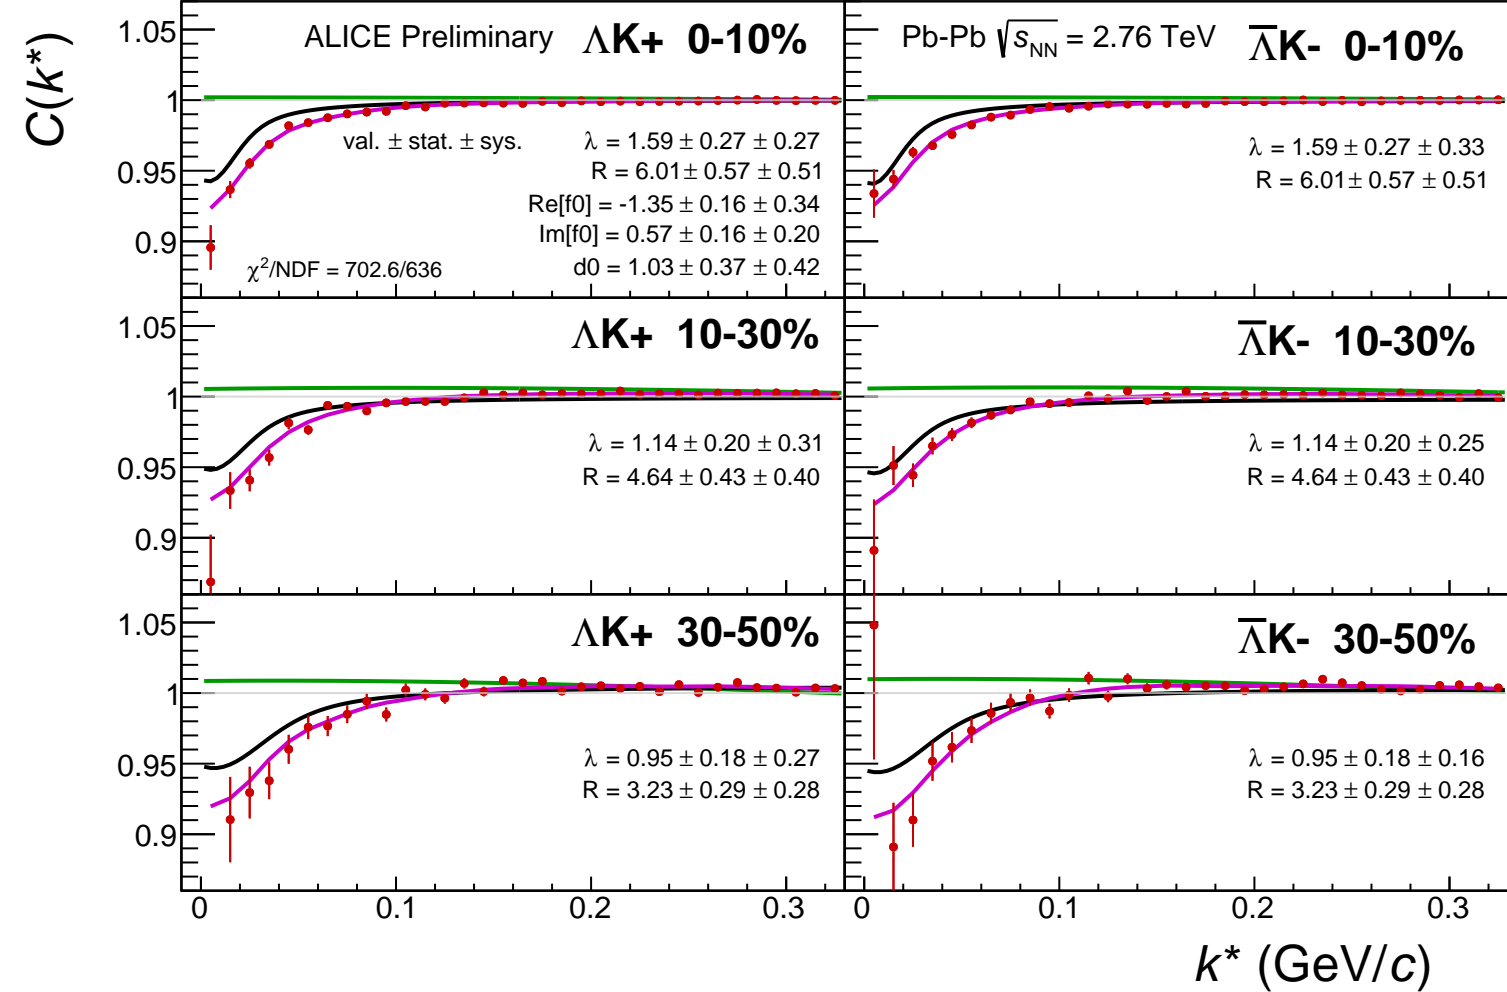 C(k*)
ALICE Preliminary ΛK+ 0-10%
val. ± stat. ± sys.
λ = 1.59 ± 0.27 ± 0.27
R = 6.01± 0.57 ± 0.51
Re[f0] = -1.35 ± 0.16 ± 0.34
Im[f0] = 0.57 ± 0.16 ± 0.20
d0 = 1.03 ± 0.37 ± 0.42
χ²/NDF = 702.6/636
1.05
1
0.95
0.9
Pb-Pb √s_NN = 2.76 TeV Λ̅K- 0-10%
λ = 1.59 ± 0.27 ± 0.33
R = 6.01± 0.57 ± 0.51
ΛK+ 10-30%
λ = 1.14 ± 0.20 ± 0.31
R = 4.64 ± 0.43 ± 0.40
1.05
1
0.95
0.9
Λ̅K- 10-30%
λ = 1.14 ± 0.20 ± 0.25
R = 4.64 ± 0.43 ± 0.40
ΛK+ 30-50%
λ = 0.95 ± 0.18 ± 0.27
R = 3.23 ± 0.29 ± 0.28
1.05
1
0.95
0.9
Λ̅K- 30-50%
λ = 0.95 ± 0.18 ± 0.16
R = 3.23 ± 0.29 ± 0.28
0 0.1 0.2 0.3
0 0.1 0.2 0.3
k* (GeV/c)